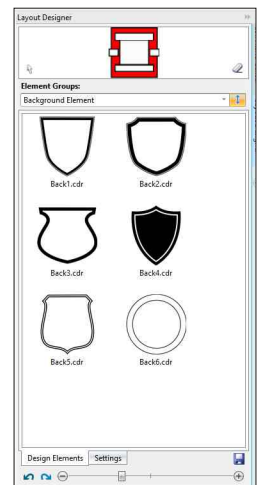 Layout Designer
Element Groups:
Background Element
Back1.cdr Back2.cdr
Back3.cdr Back4.cdr
Back5.cdr Back6.cdr
Design Elements Settings